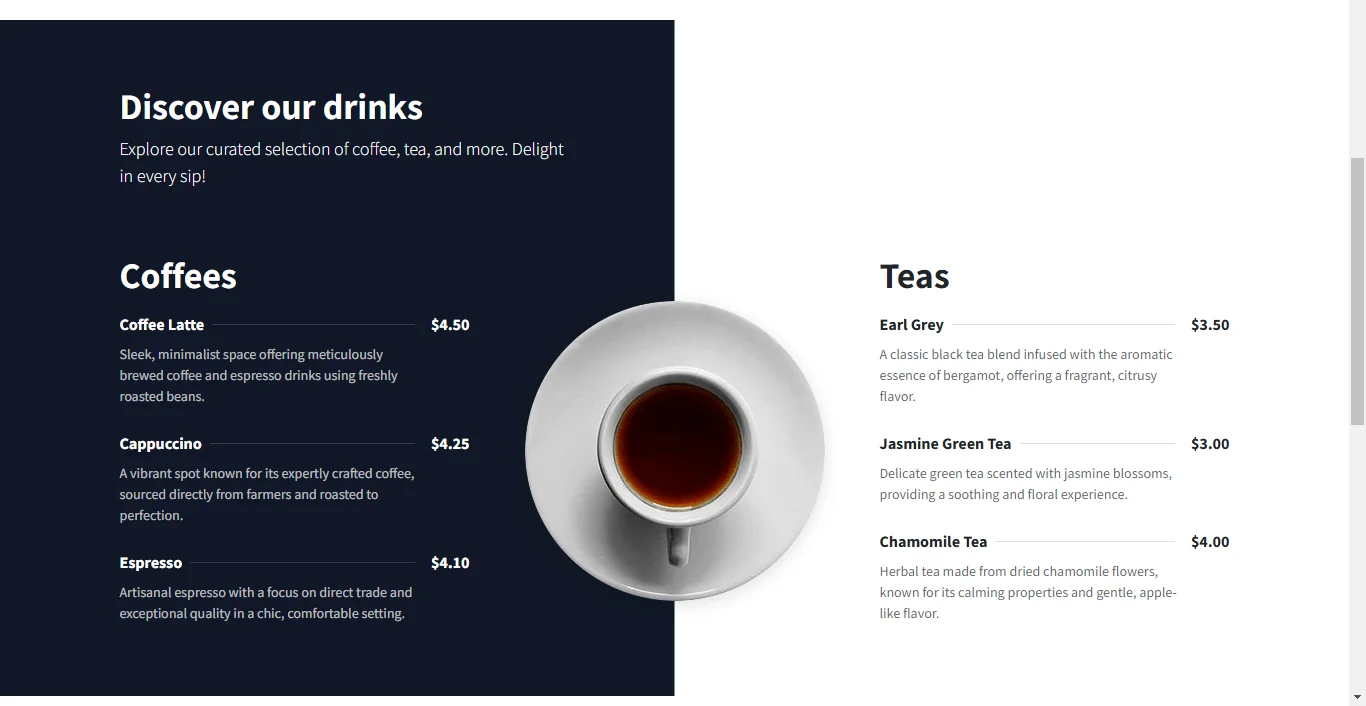 Discover our drinks
Explore our curated selection of coffee, tea, and more. Delight
in every sip!
Coffees
Coffee Latte $4.50
Sleek, minimalist space offering meticulously
brewed coffee and espresso drinks using freshly
roasted beans.
Cappuccino $4.25
A vibrant spot known for its expertly crafted coffee,
sourced directly from farmers and roasted to
perfection.
Espresso $4.10
Artisanal espresso with a focus on direct trade and
exceptional quality in a chic, comfortable setting.
Teas
Earl Grey $3.50
A classic black tea blend infused with the aromatic
essence of bergamot, offering a fragrant, citrusy
flavor.
Jasmine Green Tea $3.00
Delicate green tea scented with jasmine blossoms,
providing a soothing and floral experience.
Chamomile Tea $4.00
Herbal tea made from dried chamomile flowers,
known for its calming properties and gentle, apple-
like flavor.